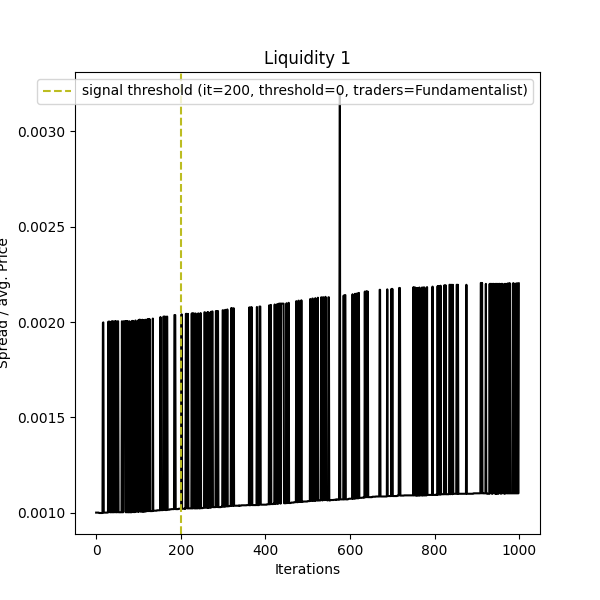 Liquidity 1
signal threshold (it=200, threshold=0, traders=Fundamentalist)
0.0030
0.0025
0.0020
0.0015
0.0010
Spread / avg. Price
0
200
400
600
800
1000
Iterations